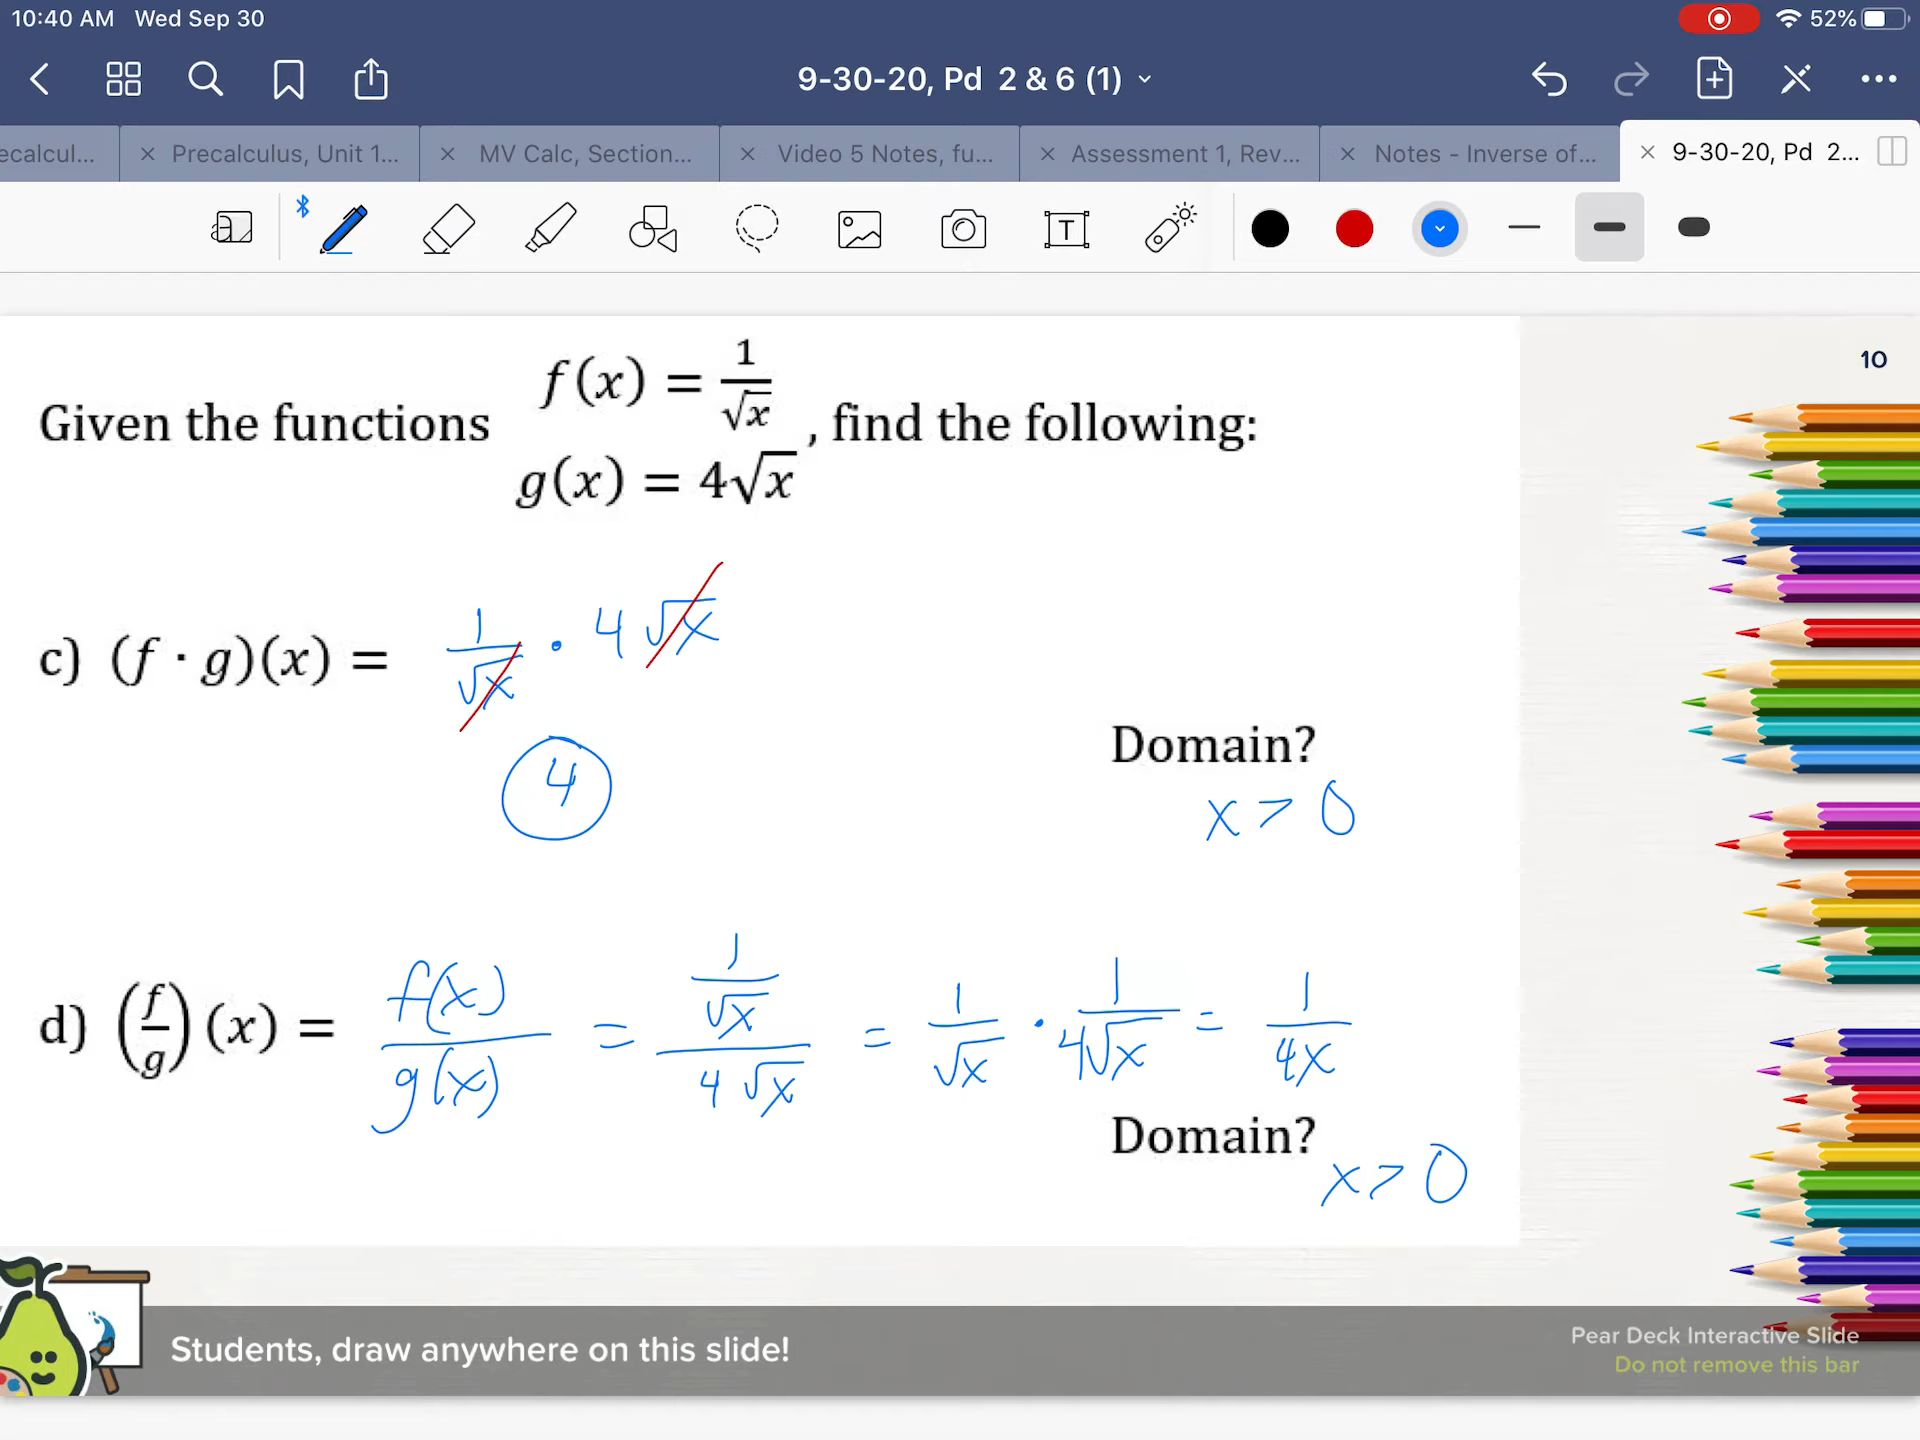 10:40 AM Wed Sep 30
52%
9-30-20, Pd 2 & 6 (1)
ecalcul...
Precalculus, Unit 1...
MV Calc, Section...
Video 5 Notes, fu...
Assessment 1, Rev...
Notes - Inverse of...
9-30-20, Pd 2...
T
10
f(x) = 1/√x
Given the functions , find the following:
g(x) = 4√x
c) (f · g)(x) = 1/√x · 4√x
4
Domain?
x > 0
d) (f/g)(x) = f(x)/g(x) = (1/√x)/(4√x) = 1/√x · 1/(4√x) = 1/(4x)
Domain?
x > 0
Students, draw anywhere on this slide!
Pear Deck Interactive Slide
Do not remove this bar